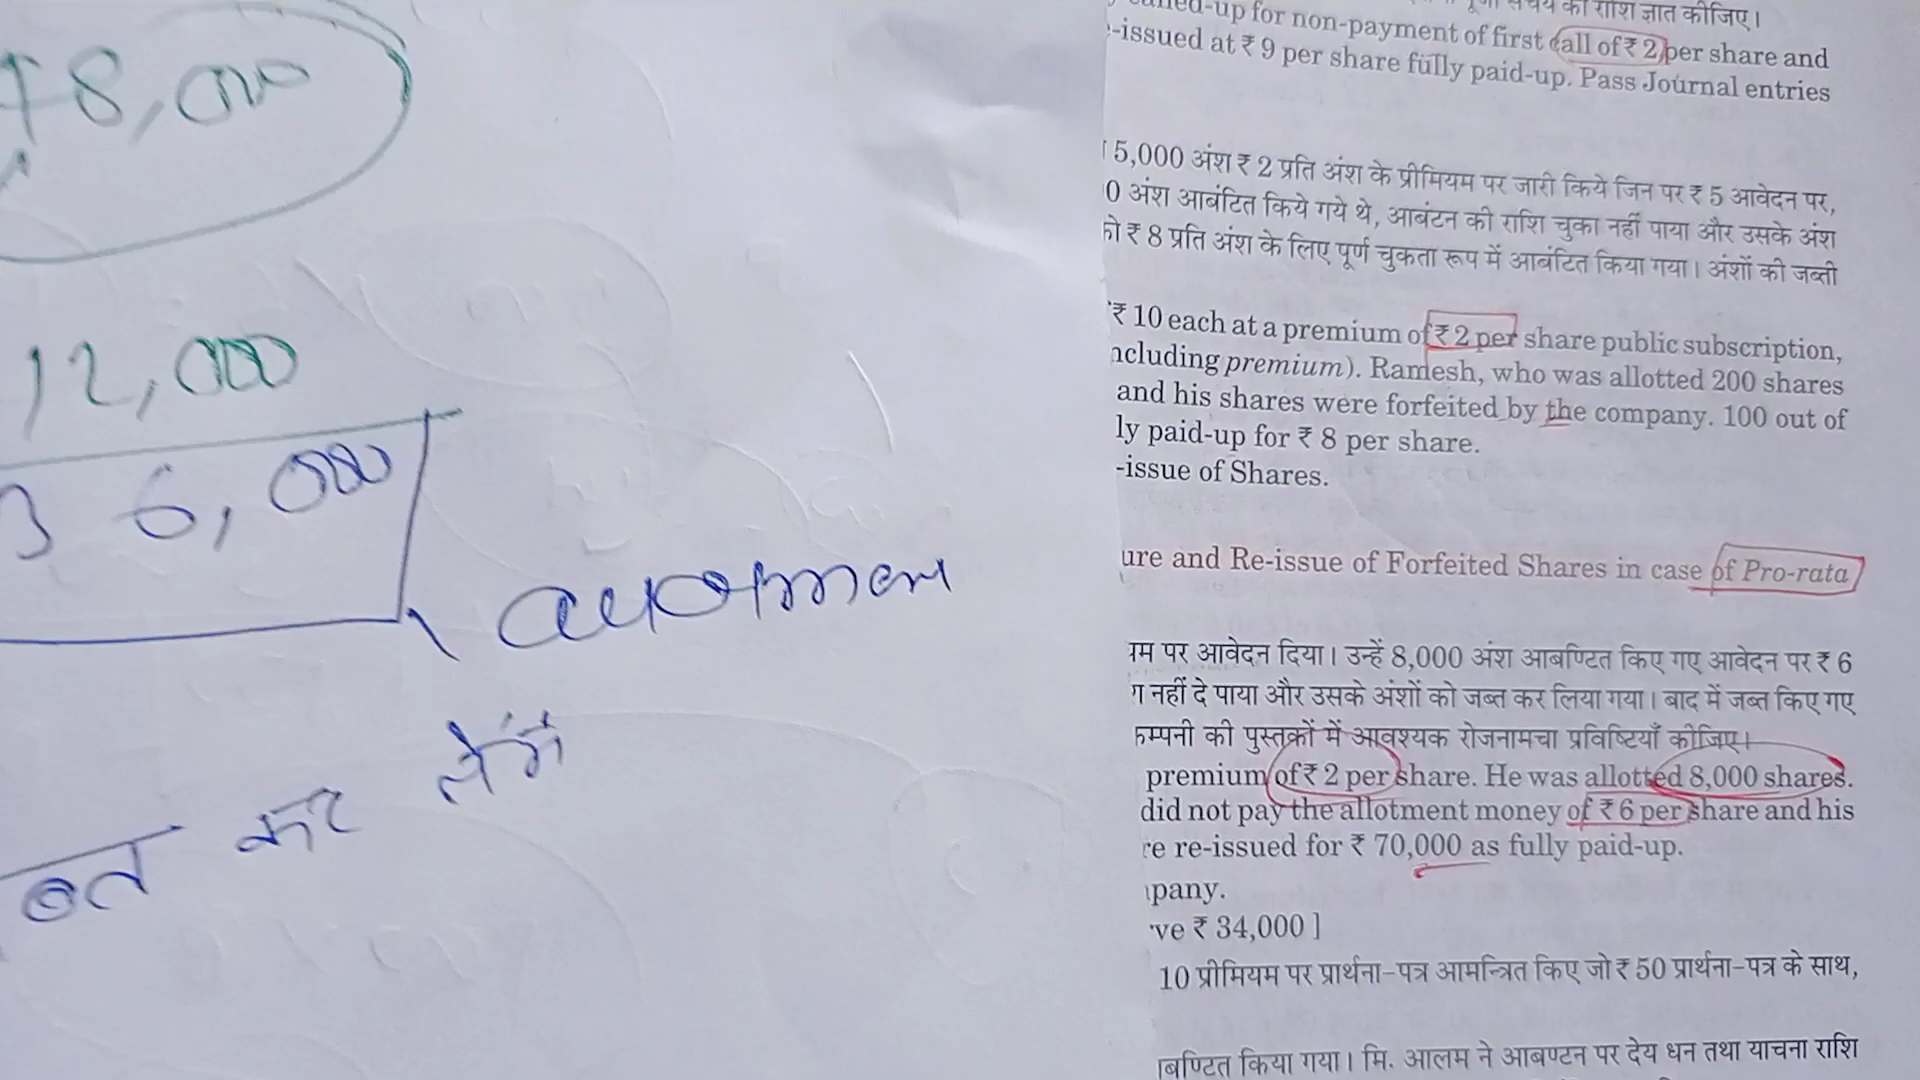 48,000
12,000
36,000
बत कर लेंगे
पूंजी संचय की राशि ज्ञात कीजिए।
called-up for non-payment of first call of ₹ 2 per share and
-issued at ₹ 9 per share fully paid-up. Pass Journal entries
5,000 अंश ₹ 2 प्रति अंश के प्रीमियम पर जारी किये जिन पर ₹ 5 आवेदन पर,
0 अंश आबंटित किये गये थे, आबंटन की राशि चुका नहीं पाया और उसके अंश
को ₹ 8 प्रति अंश के लिए पूर्ण चुकता रूप में आबंटित किया गया। अंशों की जब्ती
₹ 10 each at a premium of ₹ 2 per share public subscription,
ncluding premium). Ramesh, who was allotted 200 shares
and his shares were forfeited by the company. 100 out of
ly paid-up for ₹ 8 per share.
-issue of Shares.
ure and Re-issue of Forfeited Shares in case of Pro-rata
यम पर आवेदन दिया। उन्हें 8,000 अंश आबण्टित किए गए आवेदन पर ₹ 6
ग नहीं दे पाया और उसके अंशों को जब्त कर लिया गया। बाद में जब्त किए गए
कम्पनी की पुस्तकों में आवश्यक रोजनामचा प्रविष्टियाँ कीजिए।
premium of ₹ 2 per share. He was allotted 8,000 shares.
did not pay the allotment money of ₹ 6 per share and his
re re-issued for ₹ 70,000 as fully paid-up.
pany.
ve ₹ 34,000 ]
10 प्रीमियम पर प्रार्थना-पत्र आमन्त्रित किए जो ₹ 50 प्रार्थना-पत्र के साथ,
बण्टित किया गया। मि. आलम ने आबण्टन पर देय धन तथा याचना राशि